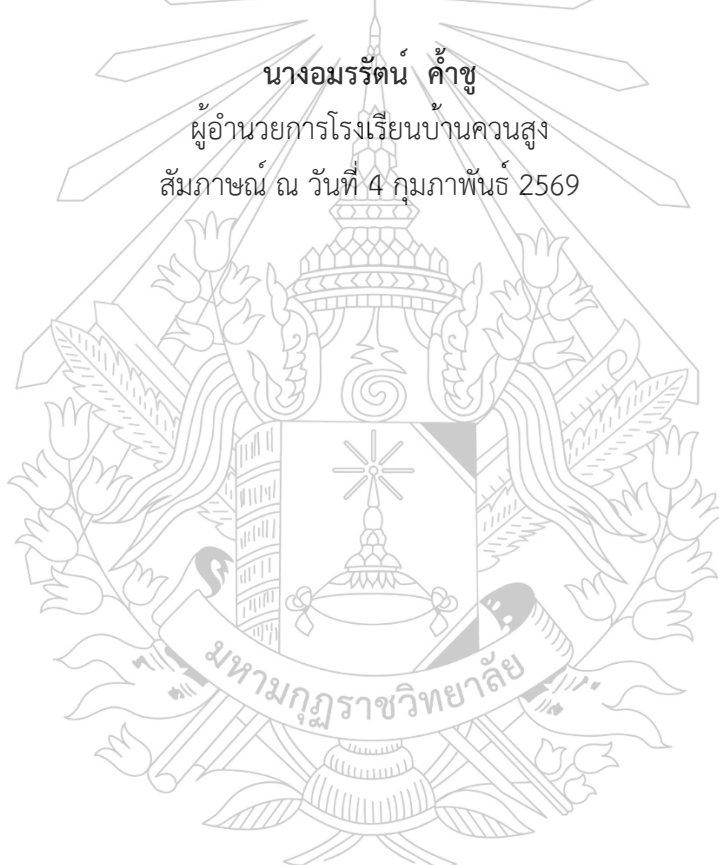 นางอมรรัตน์ ค้ำชู
ผู้อำนวยการโรงเรียนบ้านควนสูง
สัมภาษณ์ ณ วันที่ 4 กุมภาพันธ์ 2569
มหามกุฏราชวิทยาลัย